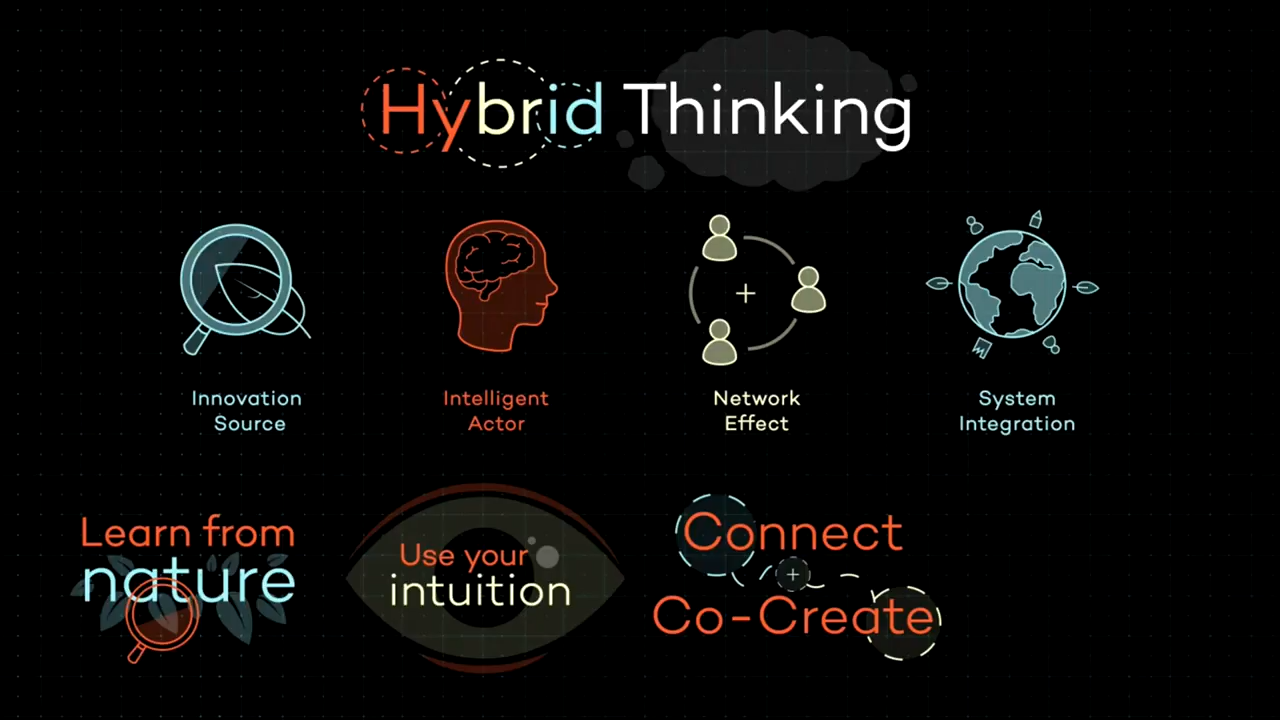 Hybrid Thinking
Innovation
Source
Intelligent
Actor
Network
Effect
System
Integration
Learn from
nature
Use your
intuition
Connect
Co-Create